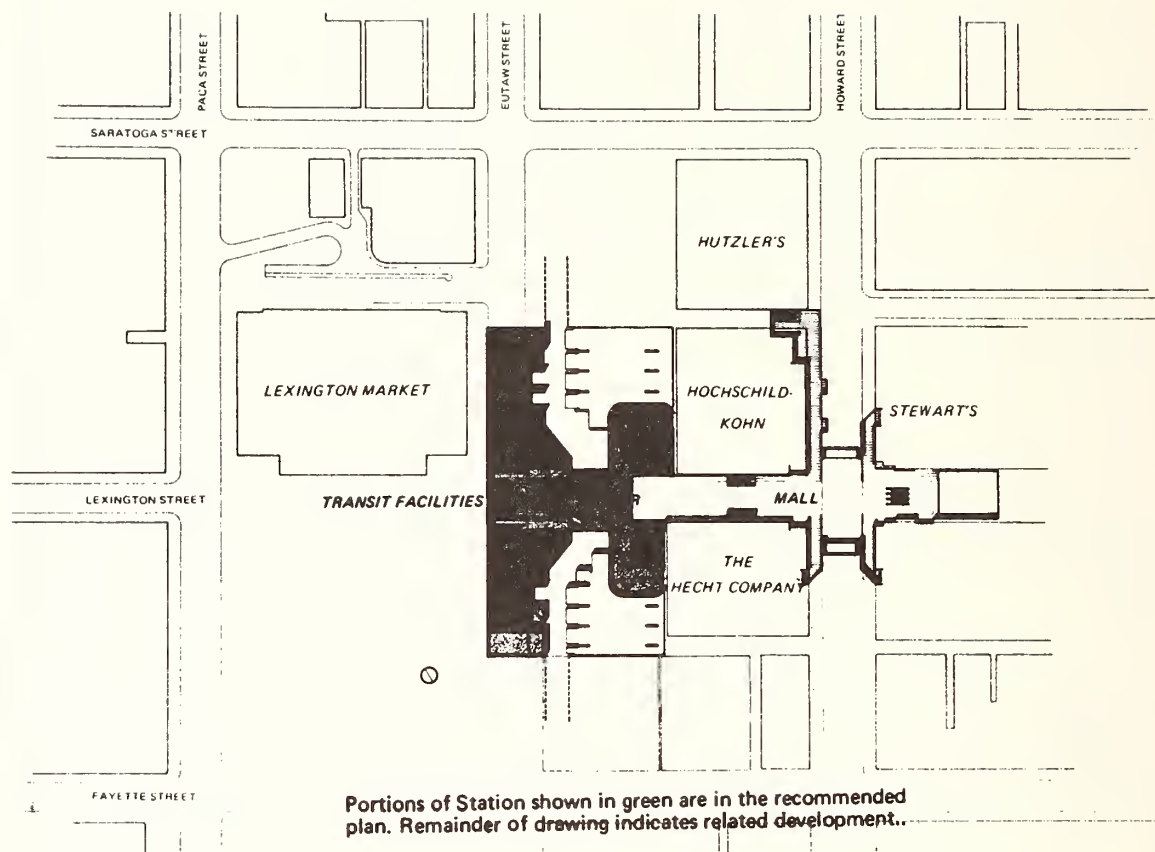 PACA STREET
EUTAW STREET
HOWARD STREET
SARATOGA STREET
HUTZLER'S
LEXINGTON MARKET
HOCHSCHILD-
KOHN
STEWART'S
LEXINGTON STREET
TRANSIT FACILITIES
MALL
THE
HECHT COMPANY
FAYETTE STREET
Portions of Station shown in green are in the recommended
plan. Remainder of drawing indicates related development..